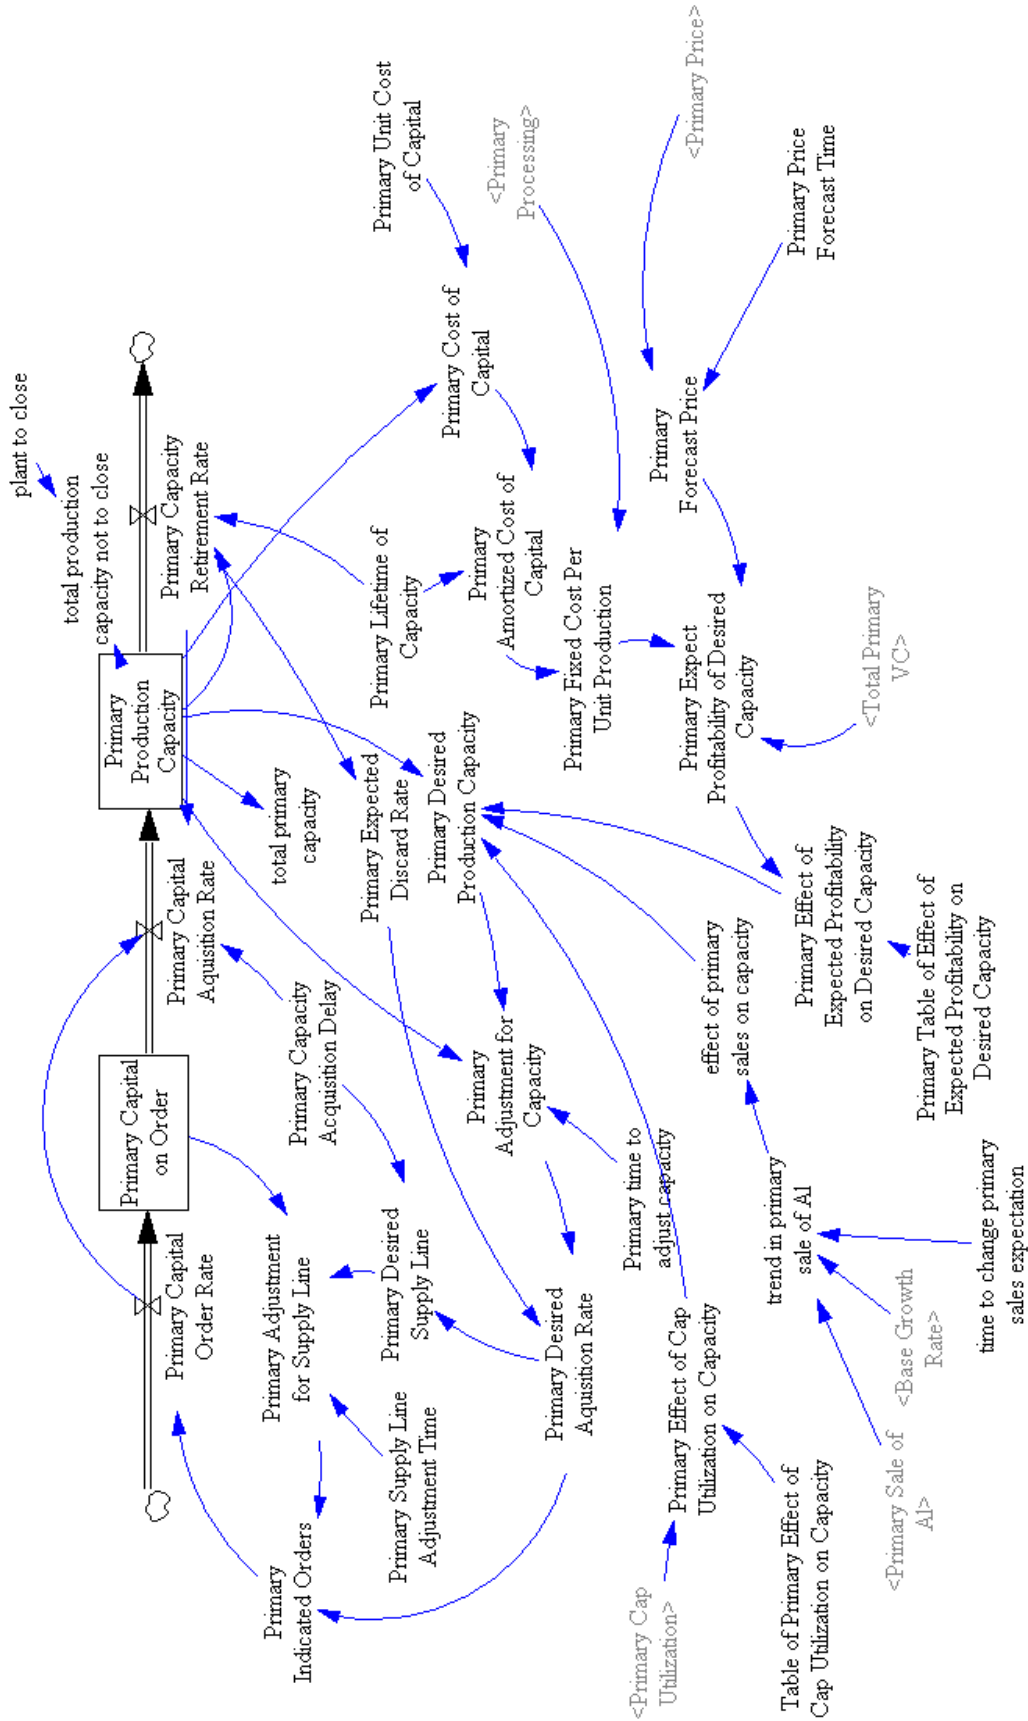 plant to close
total production
capacity not to close
Primary Capital
Order Rate
Primary Capital
on Order
Primary Capital
Aquisition Rate
Primary
Production
Capacity
Primary Capacity
Retirement Rate
Primary
Indicated Orders
Primary Adjustment
for Supply Line
Primary Capacity
Acquisition Delay
total primary
capacity
Primary Supply Line
Adjustment Time
Primary Desired
Supply Line
Primary Expected
Discard Rate
Primary Lifetime of
Capacity
Primary Unit Cost
of Capital
Primary Desired
Production Capacity
Primary Cost of
Capital
Primary
Adjustment for
Capacity
Primary
Amortized Cost of
Capital
<Primary
Processing>
Primary Desired
Aquisition Rate
Primary Fixed Cost Per
Unit Production
Primary time to
adjust capacity
<Primary Cap
Utilization>
Primary Effect of Cap
Utilization on Capacity
Primary Expect
Profitability of Desired
Capacity
Primary
Forecast Price
<Primary Price>
effect of primary
sales on capacity
Table of Primary Effect of
Cap Utilization on Capacity
trend in primary
sale of Al
Primary Effect of
Expected Profitability
on Desired Capacity
Primary Price
Forecast Time
<Total Primary
VC>
<Primary Sale of
Al>
<Base Growth
Rate>
Primary Table of Effect of
Expected Profitability on
Desired Capacity
time to change primary
sales expectation